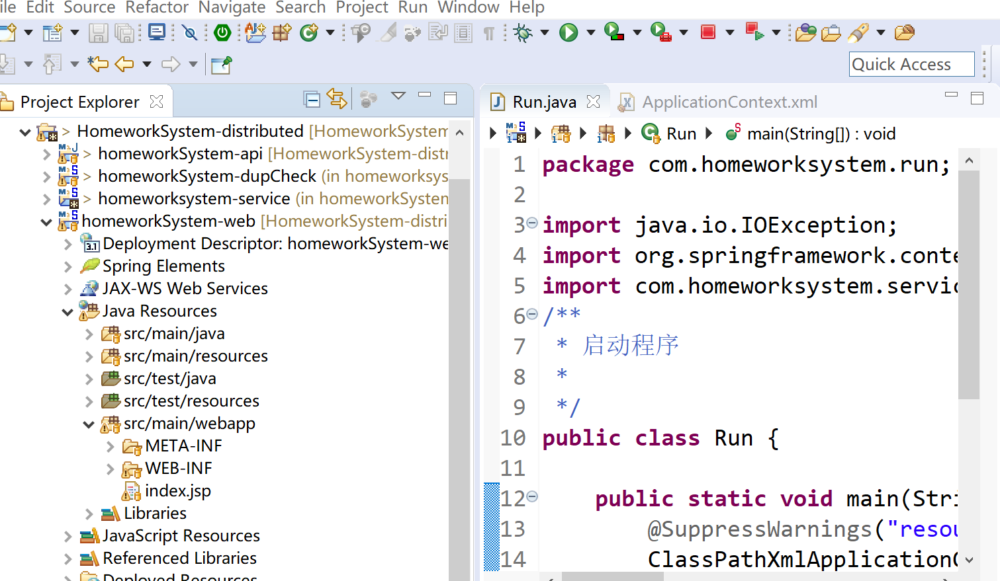 ile Edit Source Refactor Navigate Search Project Run Window Help
Quick Access
Project Explorer
> HomeworkSystem-distributed [HomeworkSystem
> homeworkSystem-api [HomeworkSystem-distr
> homeworkSystem-dupCheck (in homeworksys
> homeworksystem-service (in homeworkSystem
homeworkSystem-web [HomeworkSystem-distri
Deployment Descriptor: homeworkSystem-we
Spring Elements
JAX-WS Web Services
Java Resources
src/main/java
src/main/resources
src/test/java
src/test/resources
src/main/webapp
META-INF
WEB-INF
index.jsp
Libraries
JavaScript Resources
Referenced Libraries
Deployed Resources
Run.java ApplicationContext.xml
Run main(String[]) : void
1 package com.homeworksystem.run;
2
3 import java.io.IOException;
4 import org.springframework.conte
5 import com.homeworksystem.servic
6 /**
7 * 启动程序
8 *
9 */
10 public class Run {
11
12 public static void main(Stri
13 @SuppressWarnings("resou
14 ClassPathXmlApplicationC